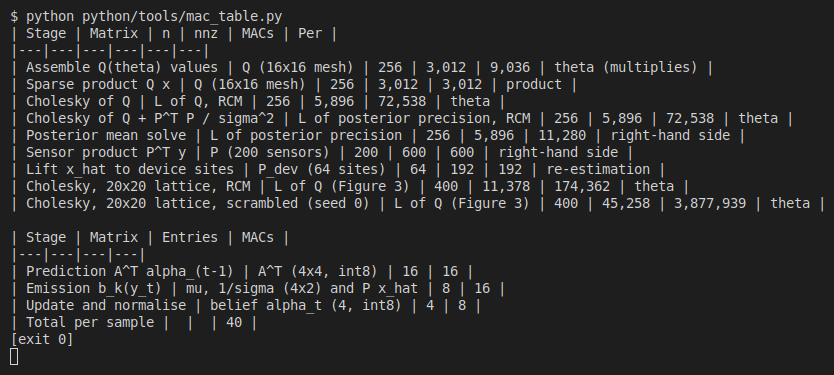 $ python python/tools/mac_table.py
| Stage | Matrix | n | nnz | MACs | Per |
|---|---|---|---|---|---|
| Assemble Q(theta) values | Q (16x16 mesh) | 256 | 3,012 | 9,036 | theta (multiplies) |
| Sparse product Q x | Q (16x16 mesh) | 256 | 3,012 | 3,012 | product |
| Cholesky of Q | L of Q, RCM | 256 | 5,896 | 72,538 | theta |
| Cholesky of Q + P^T P / sigma^2 | L of posterior precision, RCM | 256 | 5,896 | 72,538 | theta |
| Posterior mean solve | L of posterior precision | 256 | 5,896 | 11,280 | right-hand side |
| Sensor product P^T y | P (200 sensors) | 200 | 600 | 600 | right-hand side |
| Lift x_hat to device sites | P_dev (64 sites) | 64 | 192 | 192 | re-estimation |
| Cholesky, 20x20 lattice, RCM | L of Q (Figure 3) | 400 | 11,378 | 174,362 | theta |
| Cholesky, 20x20 lattice, scrambled (seed 0) | L of Q (Figure 3) | 400 | 45,258 | 3,877,939 | theta |
| Stage | Matrix | Entries | MACs |
|---|---|---|---|
| Prediction A^T alpha_(t-1) | A^T (4x4, int8) | 16 | 16 |
| Emission b_k(y_t) | mu, 1/sigma (4x2) and P x_hat | 8 | 16 |
| Update and normalise | belief alpha_t (4, int8) | 4 | 8 |
| Total per sample |  |  | 40 |
[exit 0]